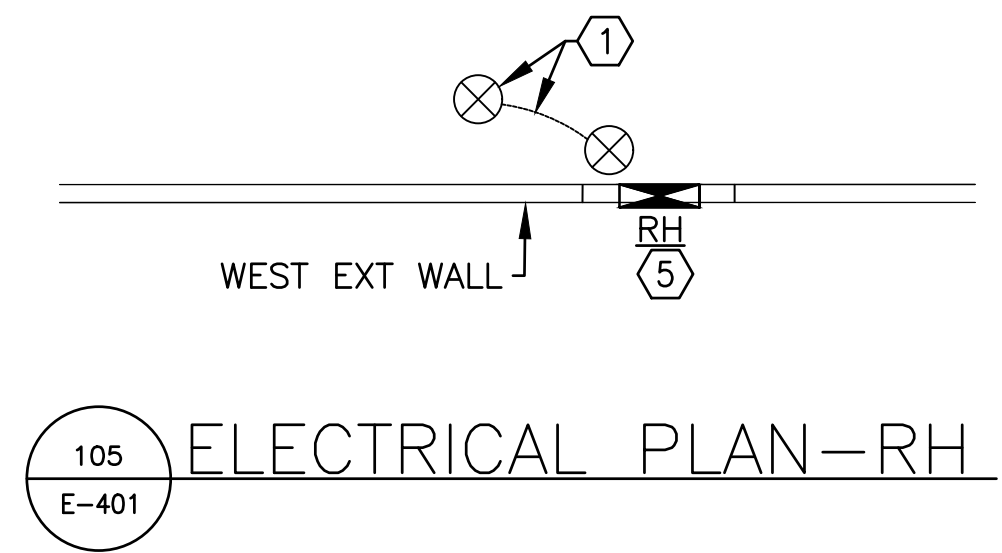 1
RH
5
WEST EXT WALL
105
E-401
ELECTRICAL PLAN-RH